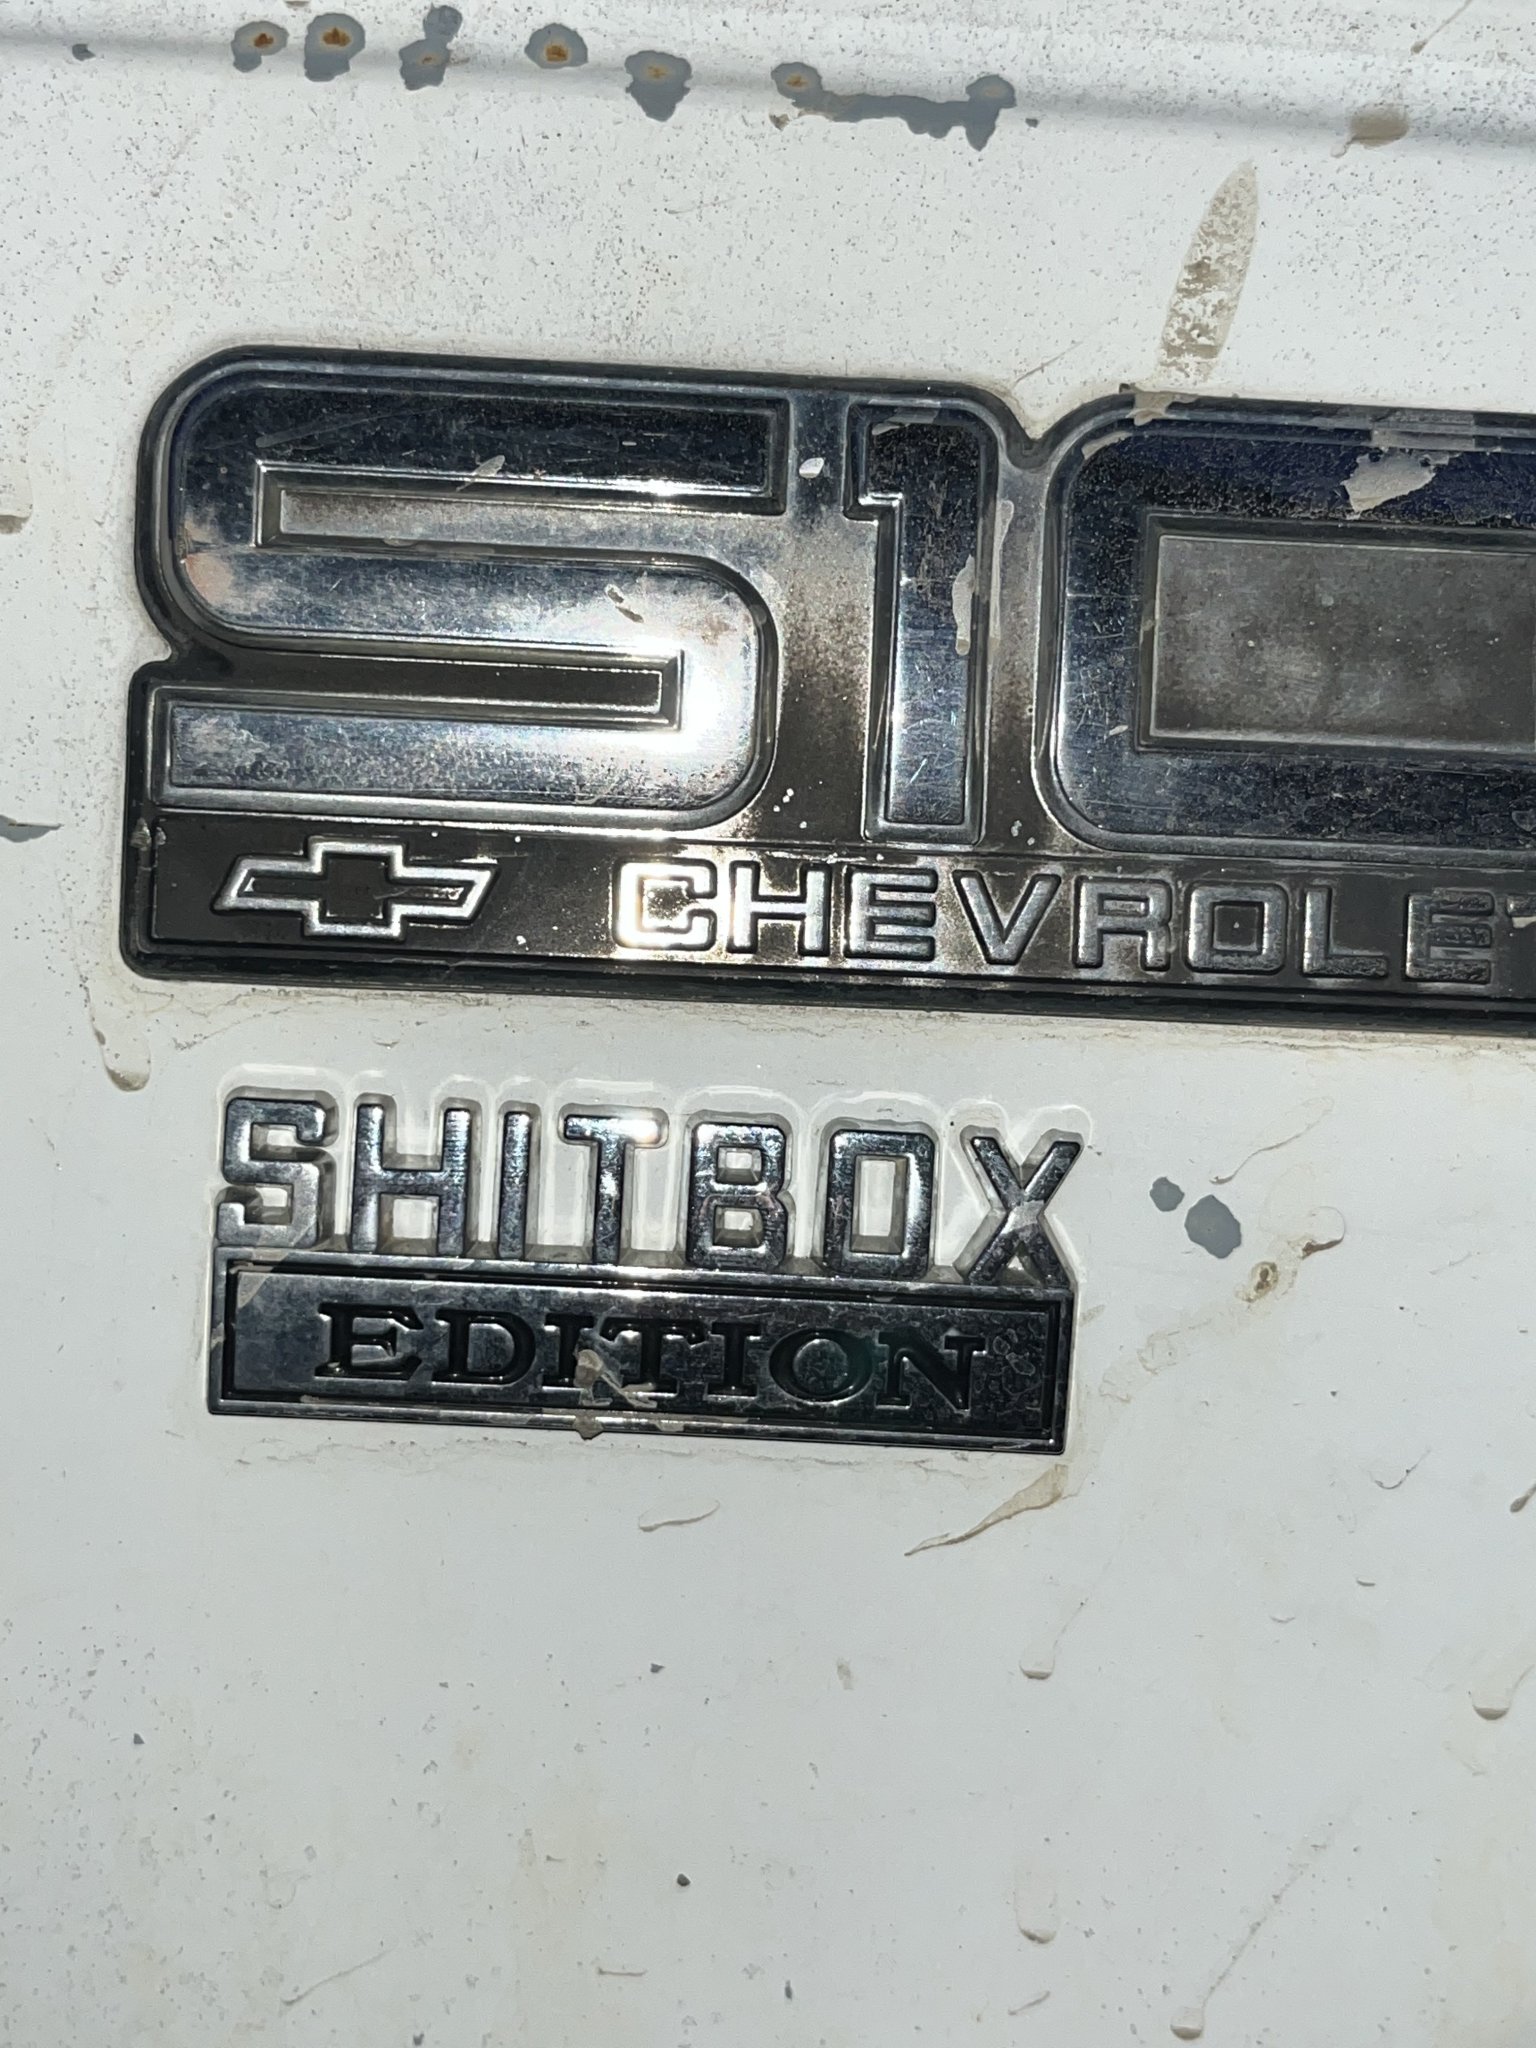 S10
CHEVROLET
SHITBOX
EDITION